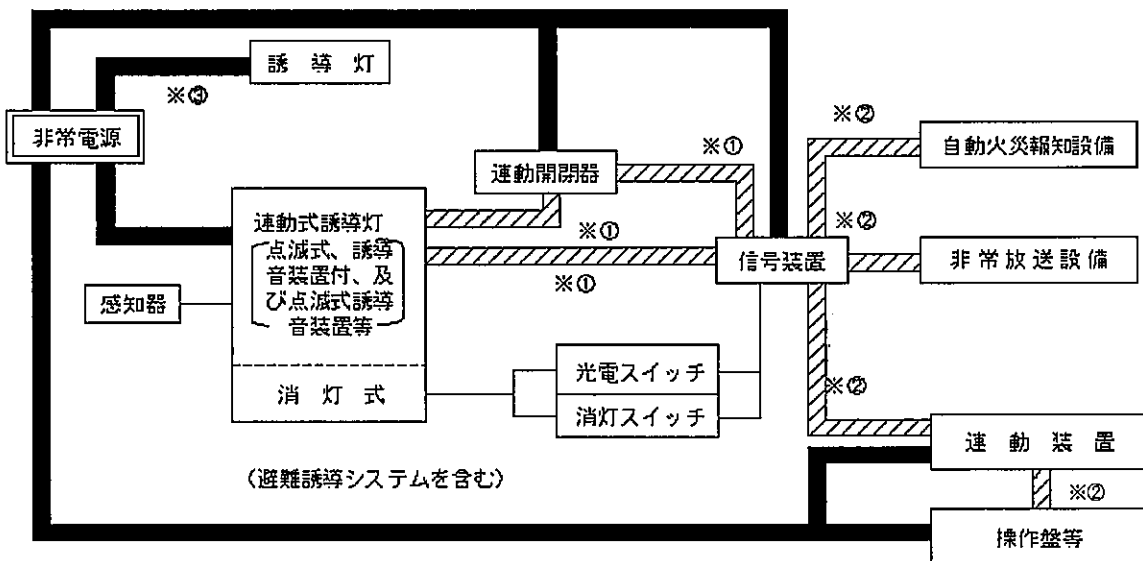 誘導灯
※③
非常電源
※②
自動火災報知設備
※①
連動開閉器
連動式誘導灯
点滅式、誘導
音装置付、及
び点滅式誘導
音装置等
※①
※②
信号装置
非常放送設備
※①
感知器
光電スイッチ
消灯式
消灯スイッチ
※②
連動装置
(避難誘導システムを含む)
※②
操作盤等